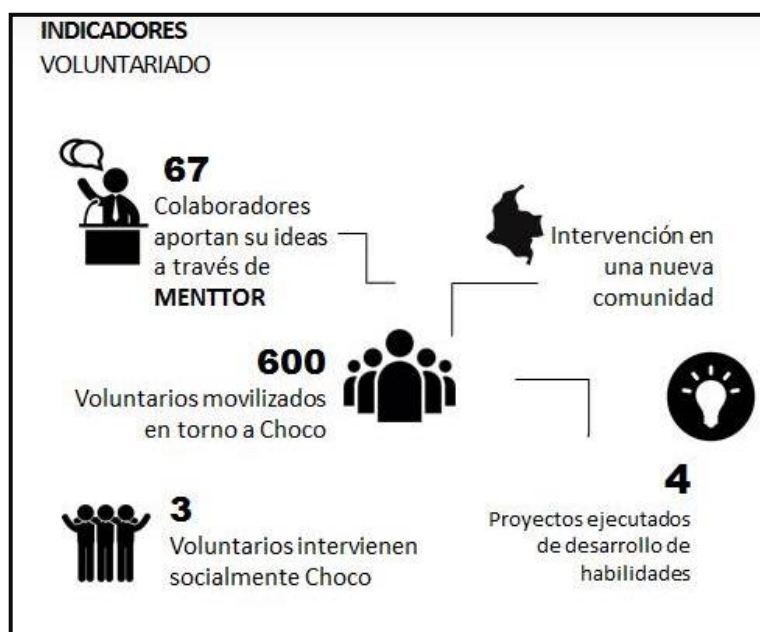 INDICADORES
VOLUNTARIADO
67
Colaboradores
aportan su ideas
a través de
MENTTOR
Intervención en
una nueva
comunidad
600
Voluntarios movilizados
en torno a Choco
3
Voluntarios intervienen
socialmente Choco
4
Proyectos ejecutados
de desarrollo de
habilidades